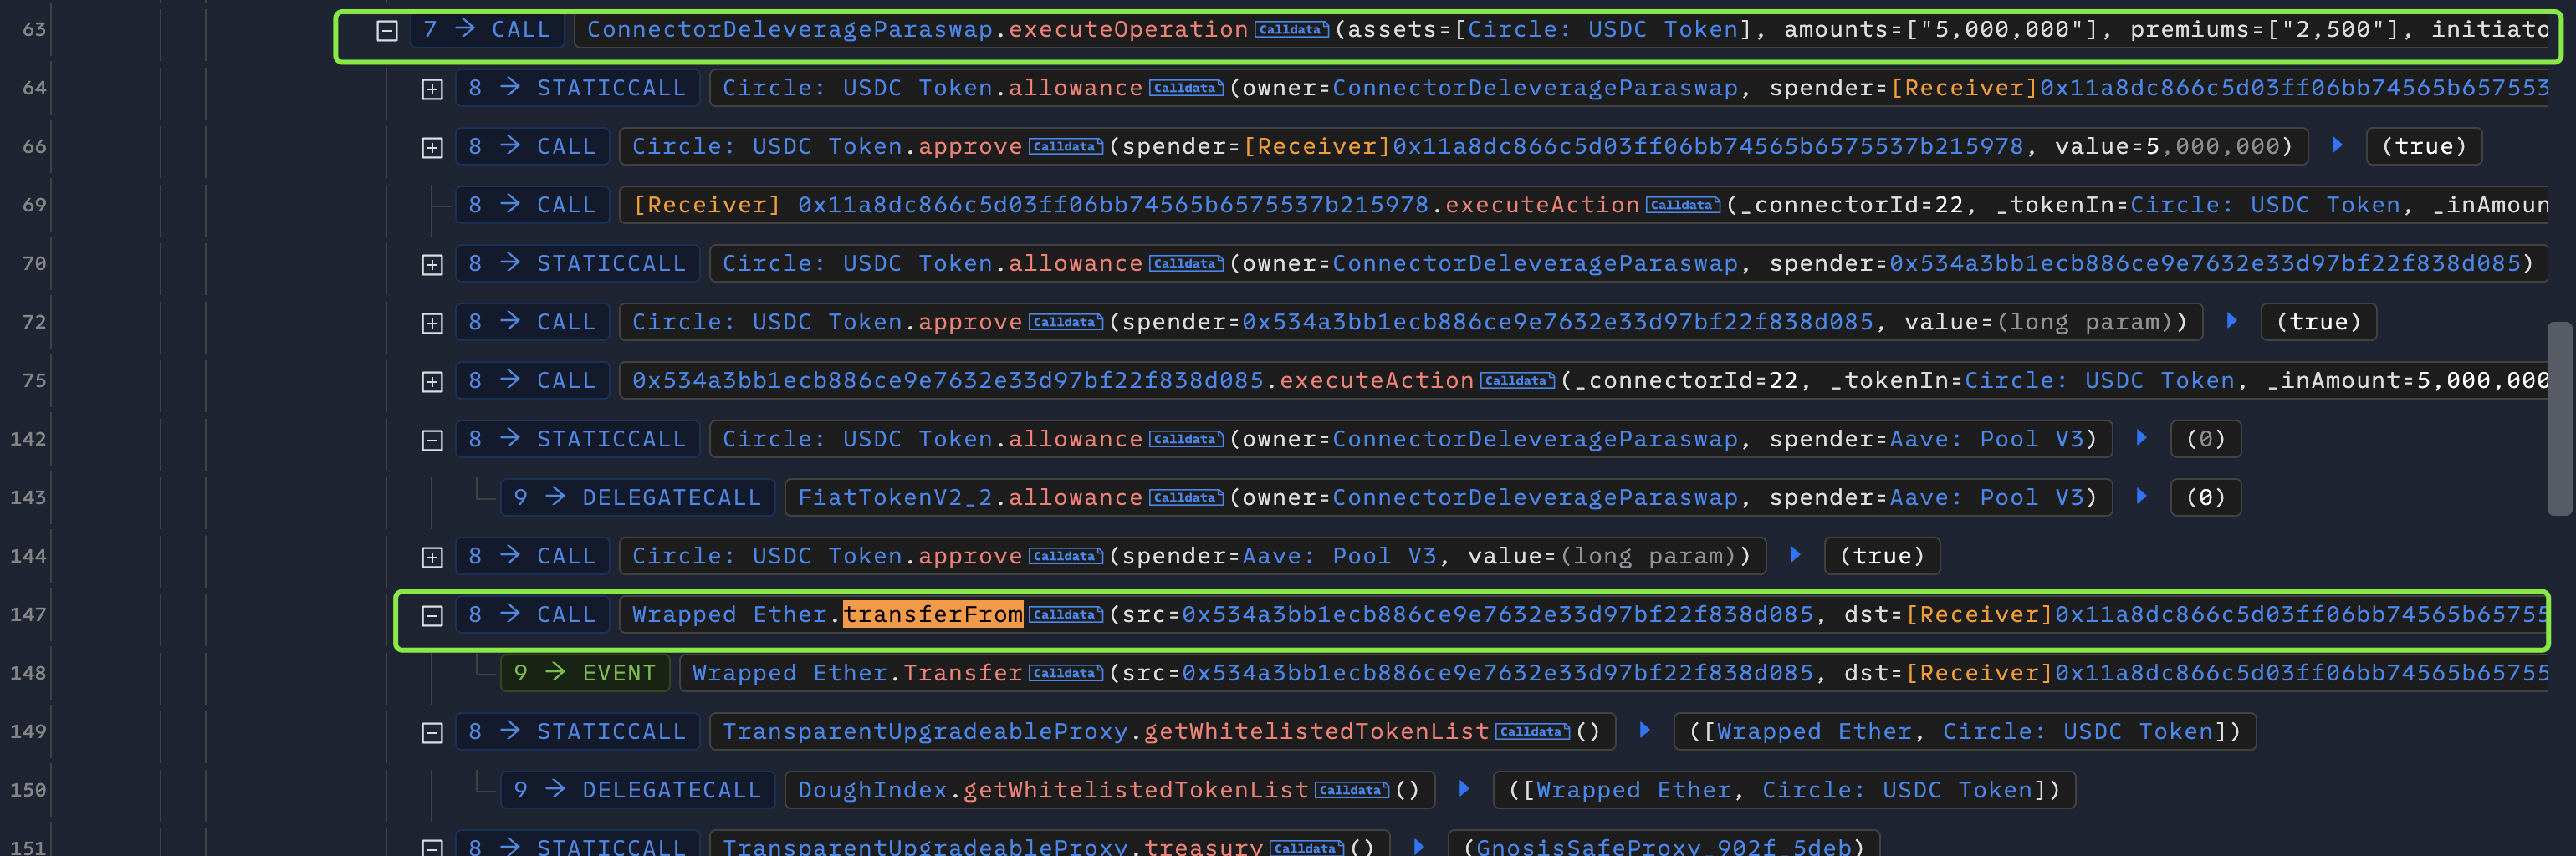 63 − 7 → CALL ConnectorDeleverageParaswap.executeOperation Calldata (assets=[Circle: USDC Token], amounts=["5,000,000"], premiums=["2,500"], initiato
64 + 8 → STATICCALL Circle: USDC Token.allowance Calldata (owner=ConnectorDeleverageParaswap, spender=[Receiver]0x11a8dc866c5d03ff06bb74565b657553
66 + 8 → CALL Circle: USDC Token.approve Calldata (spender=[Receiver]0x11a8dc866c5d03ff06bb74565b6575537b215978, value=5,000,000) (true)
69 8 → CALL [Receiver] 0x11a8dc866c5d03ff06bb74565b6575537b215978.executeAction Calldata (_connectorId=22, _tokenIn=Circle: USDC Token, _inAmoun
70 + 8 → STATICCALL Circle: USDC Token.allowance Calldata (owner=ConnectorDeleverageParaswap, spender=0x534a3bb1ecb886ce9e7632e33d97bf22f838d085)
72 + 8 → CALL Circle: USDC Token.approve Calldata (spender=0x534a3bb1ecb886ce9e7632e33d97bf22f838d085, value=(long param)) (true)
75 + 8 → CALL 0x534a3bb1ecb886ce9e7632e33d97bf22f838d085.executeAction Calldata (_connectorId=22, _tokenIn=Circle: USDC Token, _inAmount=5,000,000
142 − 8 → STATICCALL Circle: USDC Token.allowance Calldata (owner=ConnectorDeleverageParaswap, spender=Aave: Pool V3) (0)
143 9 → DELEGATECALL FiatTokenV2_2.allowance Calldata (owner=ConnectorDeleverageParaswap, spender=Aave: Pool V3) (0)
144 + 8 → CALL Circle: USDC Token.approve Calldata (spender=Aave: Pool V3, value=(long param)) (true)
147 − 8 → CALL Wrapped Ether.transferFrom Calldata (src=0x534a3bb1ecb886ce9e7632e33d97bf22f838d085, dst=[Receiver]0x11a8dc866c5d03ff06bb74565b65755
148 9 → EVENT Wrapped Ether.Transfer Calldata (src=0x534a3bb1ecb886ce9e7632e33d97bf22f838d085, dst=[Receiver]0x11a8dc866c5d03ff06bb74565b65755
149 − 8 → STATICCALL TransparentUpgradeableProxy.getWhitelistedTokenList Calldata () ([Wrapped Ether, Circle: USDC Token])
150 9 → DELEGATECALL DoughIndex.getWhitelistedTokenList Calldata () ([Wrapped Ether, Circle: USDC Token])
151 − 8 → STATICCALL TransparentUpgradeableProxy.treasury Calldata () (GnosisSafeProxy_902f_5deb)